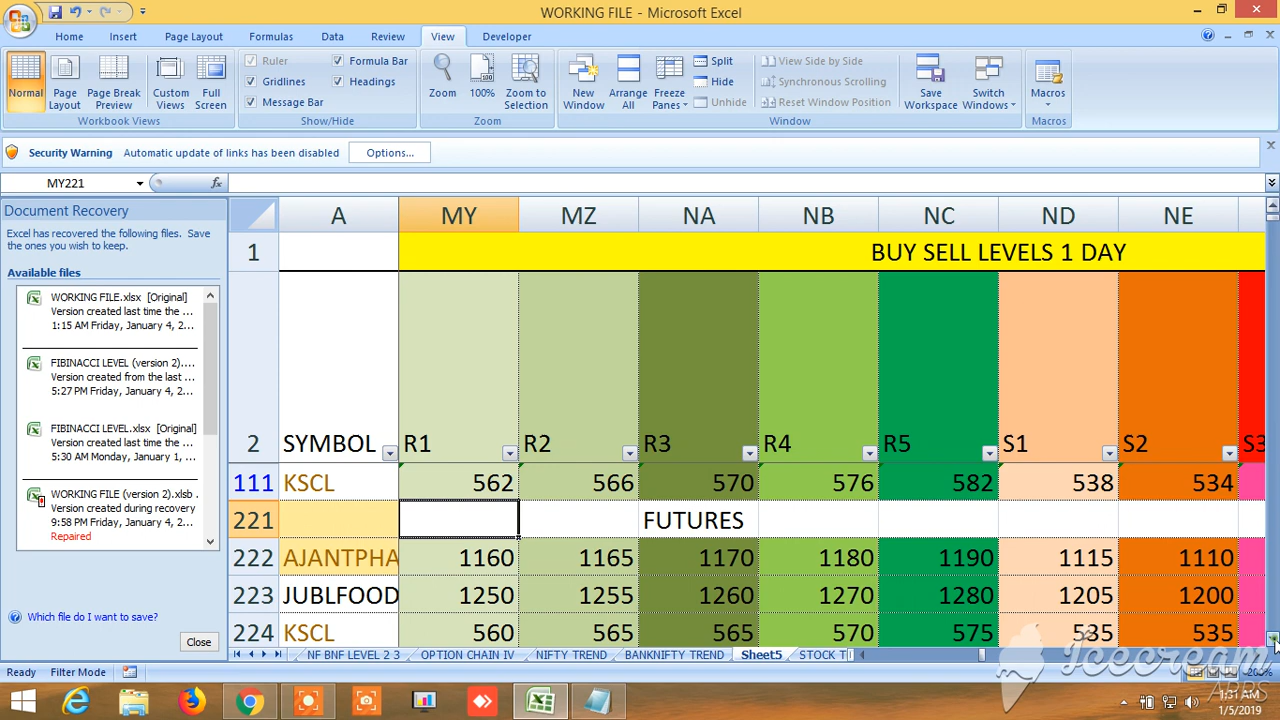 WORKING FILE - Microsoft Excel
Home Insert Page Layout Formulas Data Review View Developer
Normal
Page Layout
Page Break Preview
Custom Views
Full Screen
Workbook Views
Ruler
Gridlines
Message Bar
Formula Bar
Headings
Show/Hide
Zoom
100%
Zoom to Selection
Zoom
New Window
Arrange All
Freeze Panes
Split
Hide
Unhide
View Side by Side
Synchronous Scrolling
Reset Window Position
Window
Save Workspace
Switch Windows
Macros
Macros
Security Warning Automatic update of links has been disabled Options...
MY221 fx
Document Recovery
Excel has recovered the following files. Save
the ones you wish to keep.
Available files
WORKING FILE.xlsx [Original]
Version created last time the ...
1:15 AM Friday, January 4, 2...
FIBINACCI LEVEL (version 2)....
Version created from the last ...
5:27 PM Friday, January 4, 2...
FIBINACCI LEVEL.xlsx [Original]
Version created last time the ...
5:30 AM Monday, January 1, ...
WORKING FILE (version 2).xlsb .
Version created during recovery
9:58 PM Friday, January 4, 2...
Repaired
Which file do I want to save?
Close
A MY MZ NA NB NC ND NE
1 BUY SELL LEVELS 1 DAY
2 SYMBOL R1 R2 R3 R4 R5 S1 S2 S3
111 KSCL 562 566 570 576 582 538 534
221 FUTURES
222 AJANTPHA 1160 1165 1170 1180 1190 1115 1110
223 JUBLFOOD 1250 1255 1260 1270 1280 1205 1200
224 KSCL 560 565 565 570 575 535 535
NF BNF LEVEL 2 3 OPTION CHAIN IV NIFTY TREND BANKNIFTY TREND Sheet5 STOCK T
Ready Filter Mode 200%
Icecream
APPS
1:31 AM
1/5/2019